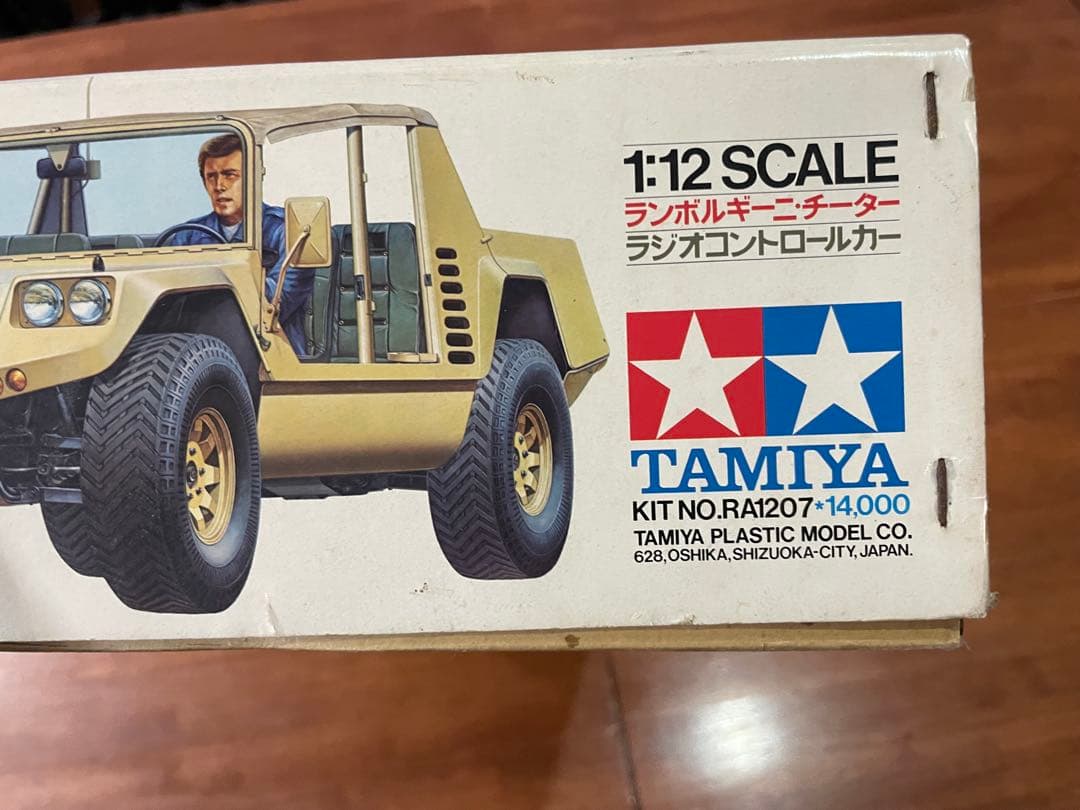 1:12 SCALE
ランボルギーニ・チーター
ラジオコントロールカー
TAMIYA
KIT NO.RA1207*14,000
TAMIYA PLASTIC MODEL CO.
628,OSHIKA,SHIZUOKA-CITY,JAPAN.